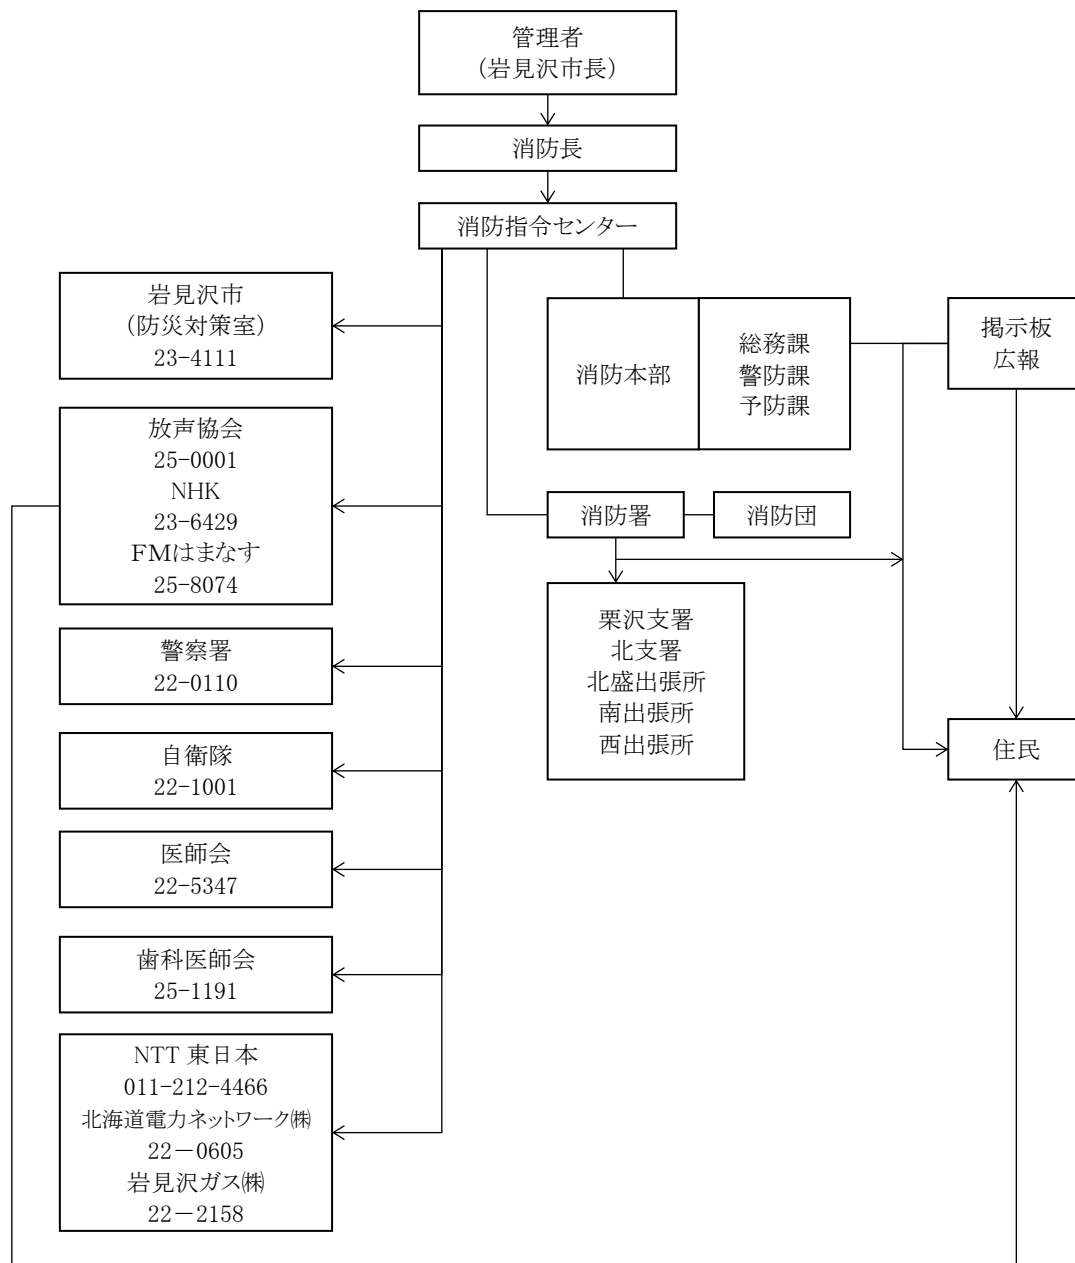 管理者
（岩見沢市長）
消防長
消防指令センター
岩見沢市
（防災対策室）
23-4111
放声協会
25-0001
NHK
23-6429
ＦＭはまなす
25-8074
警察署
22-0110
自衛隊
22-1001
医師会
22-5347
歯科医師会
25-1191
NTT 東日本
011-212-4466
北海道電力ネットワーク㈱
22－0605
岩見沢ガス㈱
22－2158
消防本部
総務課
警防課
予防課
掲示板
広報
消防署
消防団
栗沢支署
北支署
北盛出張所
南出張所
西出張所
住民